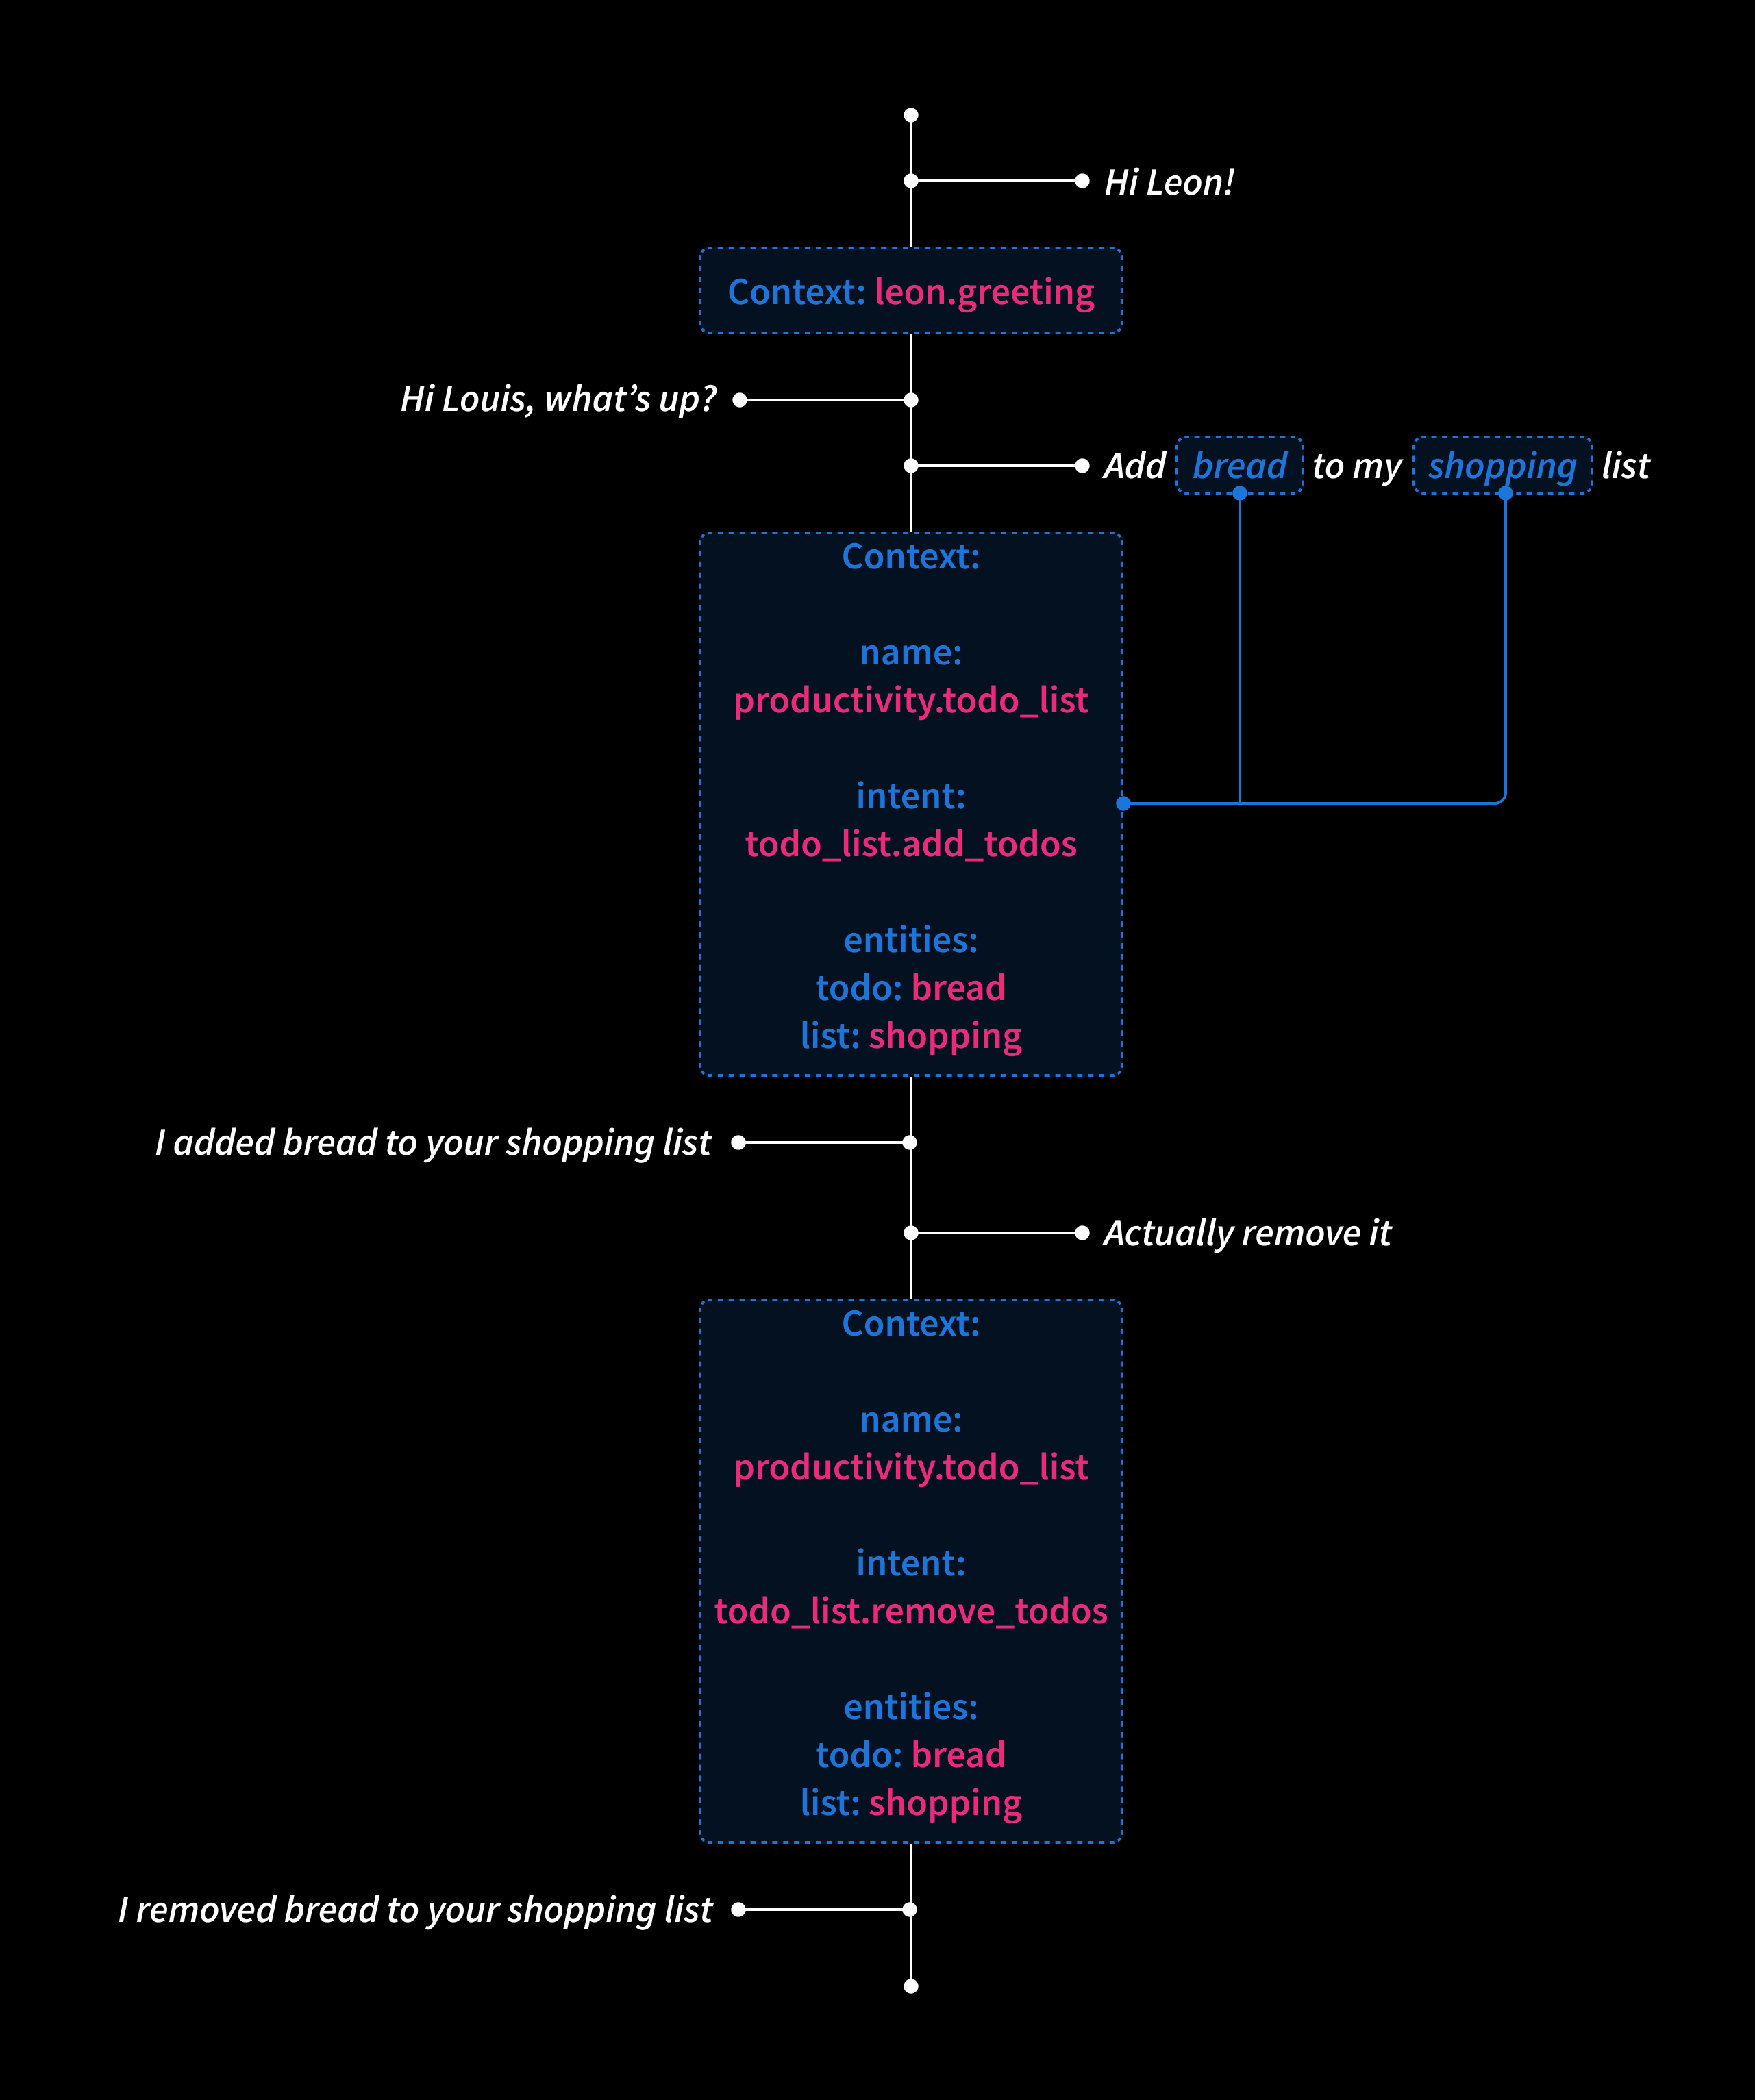 Hi Leon!
Context: leon.greeting
Hi Louis, what’s up?
Add bread to my shopping list
Context:
name:
productivity.todo_list
intent:
todo_list.add_todos
entities:
todo: bread
list: shopping
I added bread to your shopping list
Actually remove it
Context:
name:
productivity.todo_list
intent:
todo_list.remove_todos
entities:
todo: bread
list: shopping
I removed bread to your shopping list